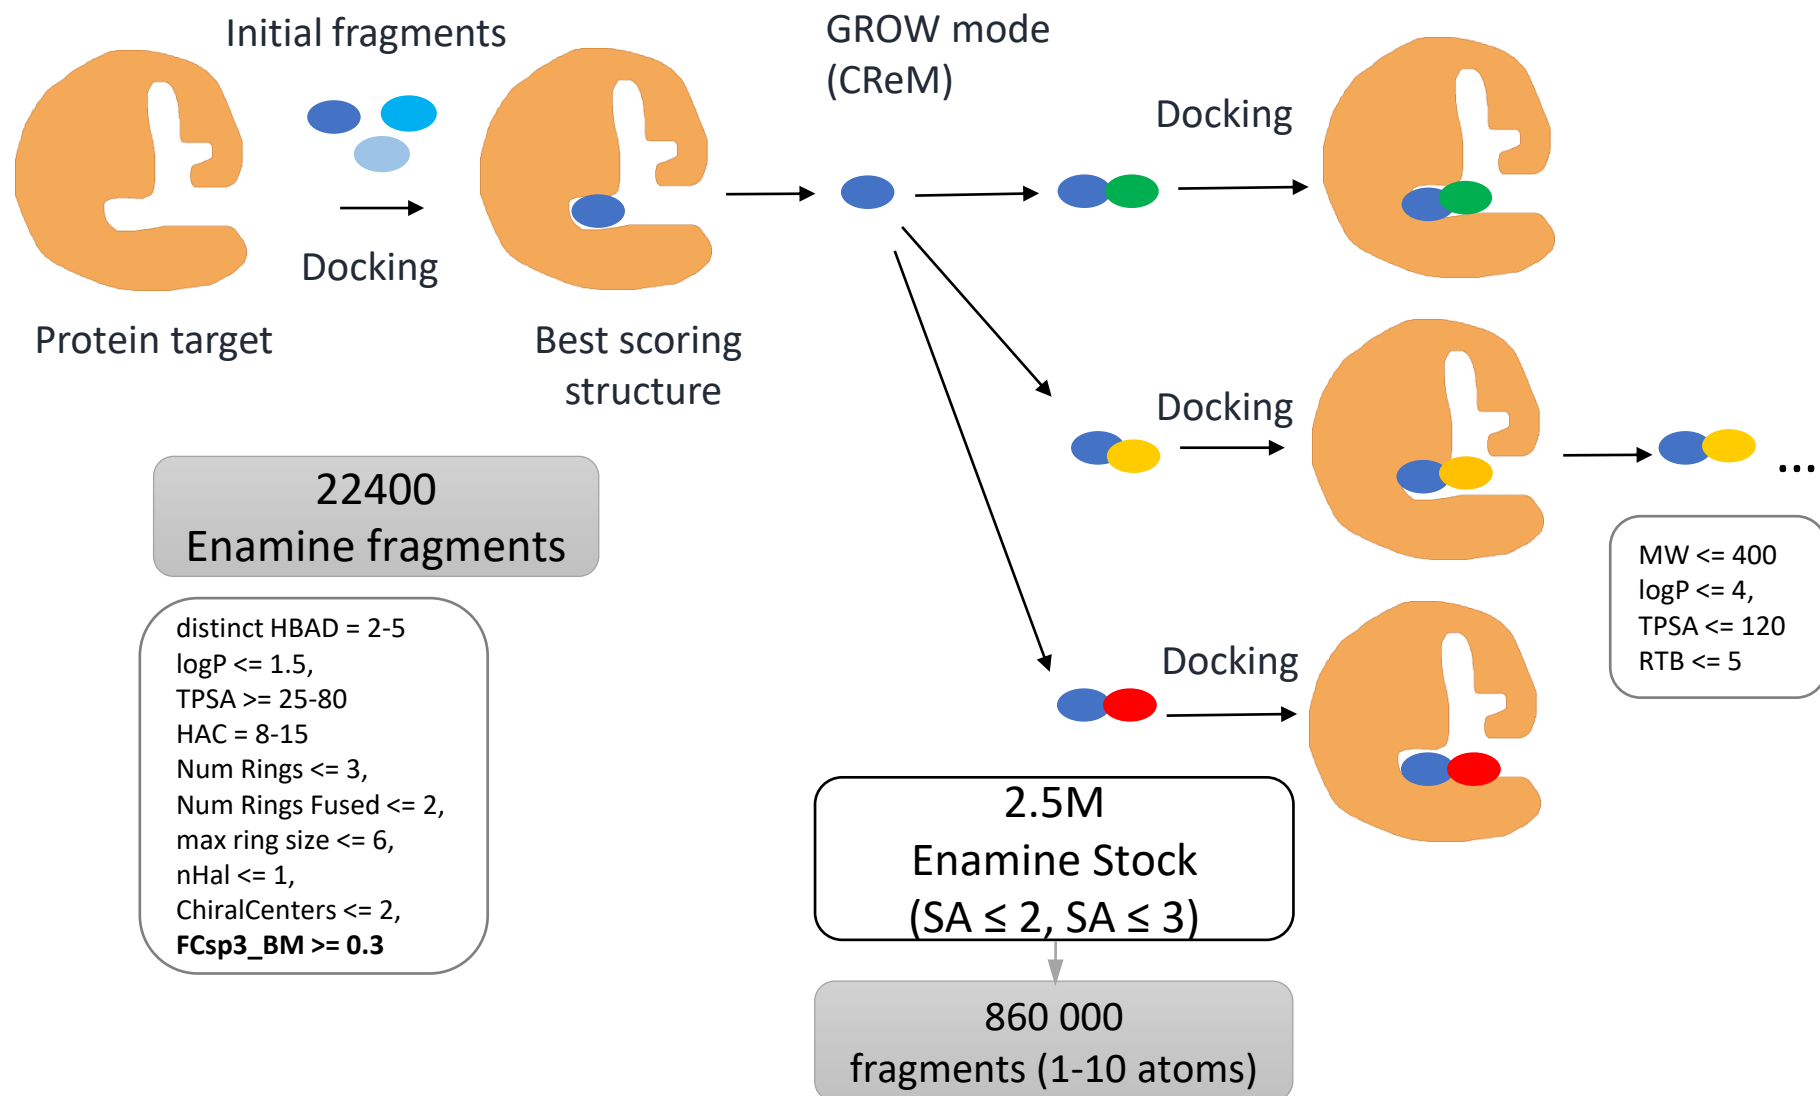 Initial fragments
GROW mode
(CReM)
Docking
Docking
Protein target
Best scoring
structure
Docking
...
22400
Enamine fragments
MW <= 400
logP <= 4,
TPSA <= 120
RTB <= 5
distinct HBAD = 2-5
logP <= 1.5,
TPSA >= 25-80
HAC = 8-15
Num Rings <= 3,
Num Rings Fused <= 2,
max ring size <= 6,
nHal <= 1,
ChiralCenters <= 2,
FCsp3_BM >= 0.3
Docking
2.5M
Enamine Stock
(SA ≤ 2, SA ≤ 3)
860 000
fragments (1-10 atoms)